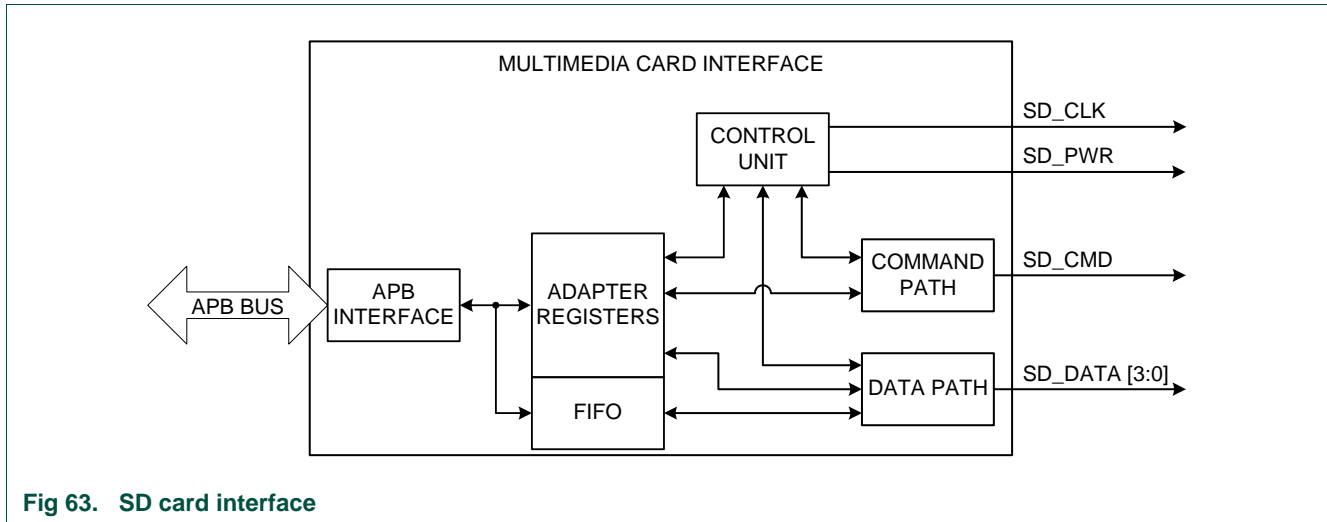 MULTIMEDIA CARD INTERFACE
SD_CLK
CONTROL
UNIT
SD_PWR
SD_CMD
COMMAND
PATH
APB BUS
APB
INTERFACE
ADAPTER
REGISTERS
SD_DATA [3:0]
DATA PATH
FIFO
Fig 63. SD card interface